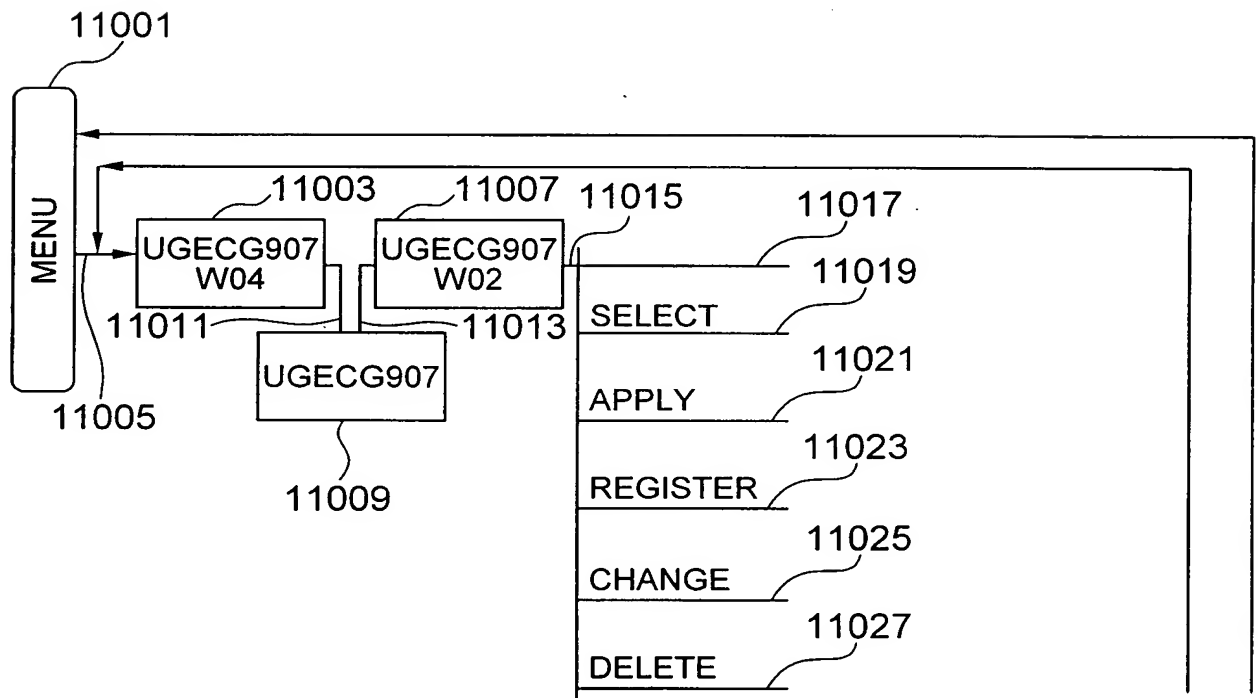 11001
MENU
11003
11007
11015
11017
UGECG907
W04
UGECG907
W02
11019
SELECT
11011
11013
11021
UGECG907
APPLY
11005
11023
11009
REGISTER
11025
CHANGE
11027
DELETE